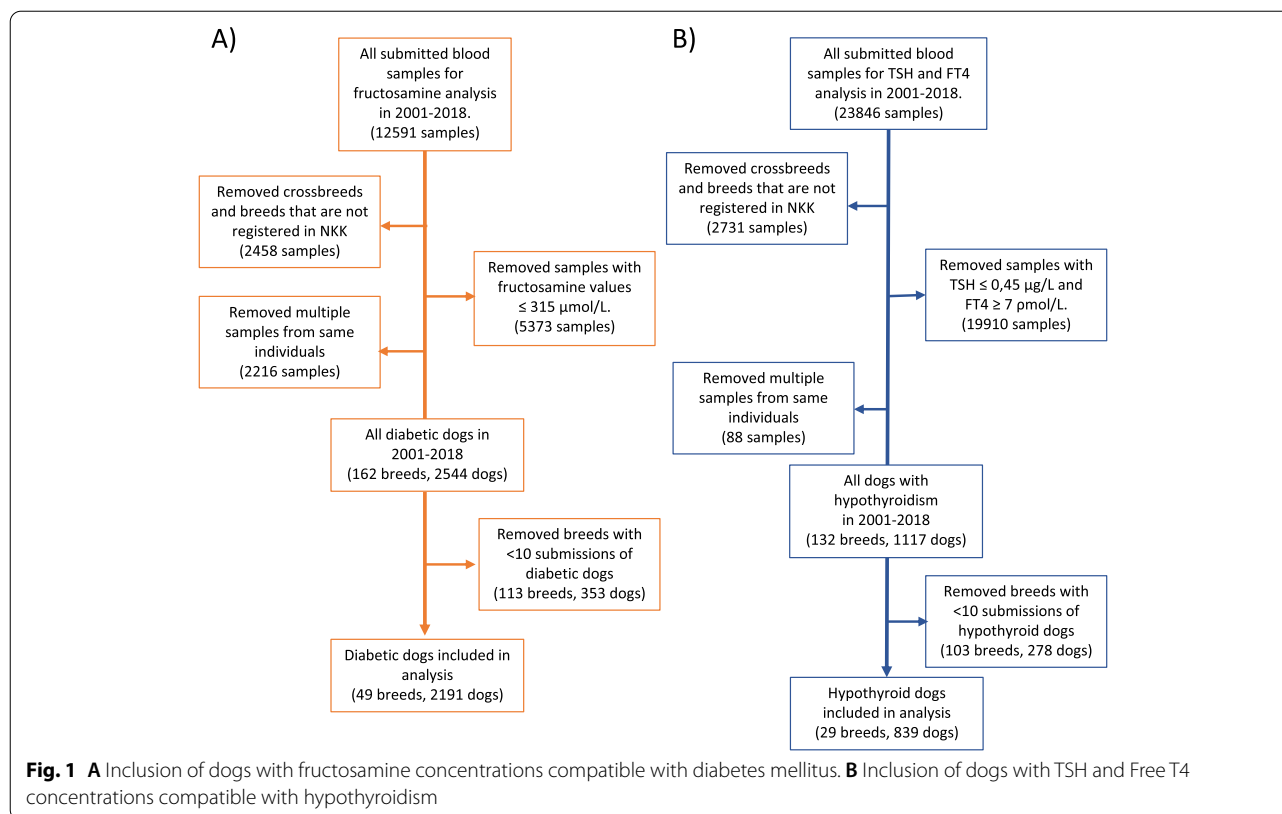 A)
All submitted blood
samples for
fructosamine analysis
in 2001-2018.
(12591 samples)
Removed crossbreeds
and breeds that are not
registered in NKK
(2458 samples)
Removed samples with
fructosamine values
≤ 315 µmol/L.
(5373 samples)
Removed multiple
samples from same
individuals
(2216 samples)
All diabetic dogs in
2001-2018
(162 breeds, 2544 dogs)
Removed breeds with
<10 submissions of
diabetic dogs
(113 breeds, 353 dogs)
Diabetic dogs included in
analysis
(49 breeds, 2191 dogs)
B)
All submitted blood
samples for TSH and FT4
analysis in 2001-2018.
(23846 samples)
Removed crossbreeds
and breeds that are not
registered in NKK
(2731 samples)
Removed samples with
TSH ≤ 0,45 µg/L and
FT4 ≥ 7 pmol/L.
(19910 samples)
Removed multiple
samples from same
individuals
(88 samples)
All dogs with
hypothyroidism
in 2001-2018
(132 breeds, 1117 dogs)
Removed breeds with
<10 submissions of
hypothyroid dogs
(103 breeds, 278 dogs)
Hypothyroid dogs
included in analysis
(29 breeds, 839 dogs)
Fig. 1 A Inclusion of dogs with fructosamine concentrations compatible with diabetes mellitus. B Inclusion of dogs with TSH and Free T4
concentrations compatible with hypothyroidism